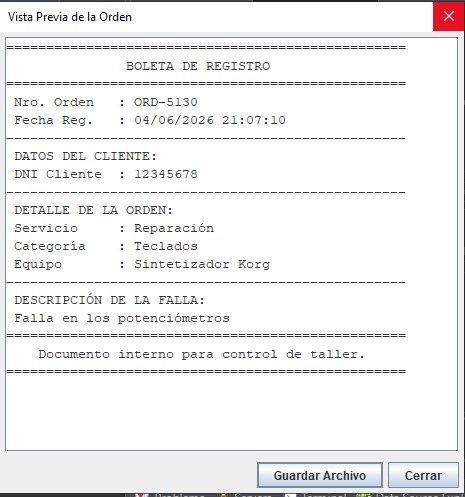 Vista Previa de la Orden
==================================================
BOLETA DE REGISTRO
==================================================
Nro. Orden   : ORD-5130
Fecha Reg.   : 04/06/2026 21:07:10
--------------------------------------------------
DATOS DEL CLIENTE:
DNI Cliente  : 12345678
--------------------------------------------------
DETALLE DE LA ORDEN:
Servicio     : Reparación
Categoría    : Teclados
Equipo       : Sintetizador Korg
--------------------------------------------------
DESCRIPCIÓN DE LA FALLA:
Falla en los potenciómetros
==================================================
Documento interno para control de taller.
==================================================
Guardar Archivo
Cerrar